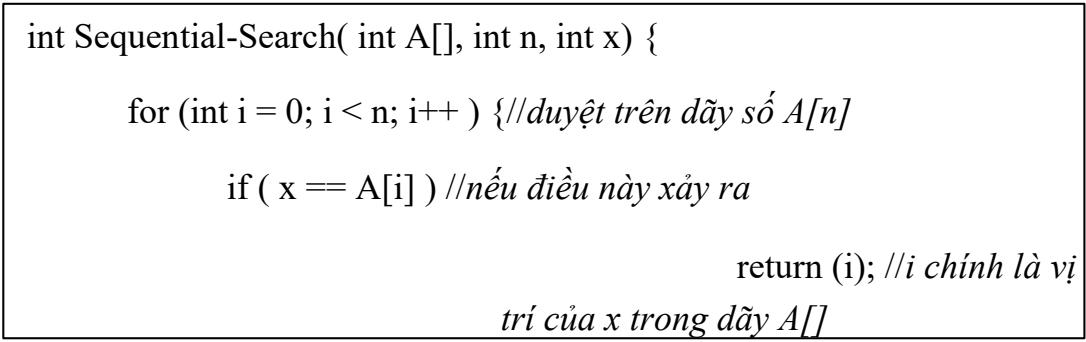 int Sequential-Search( int A[], int n, int x) {
for (int i = 0; i < n; i++ ) {//duyệt trên dãy số A[n]
if ( x == A[i] ) //nếu điều này xảy ra
return (i); //i chính là vị
trí của x trong dãy A[]